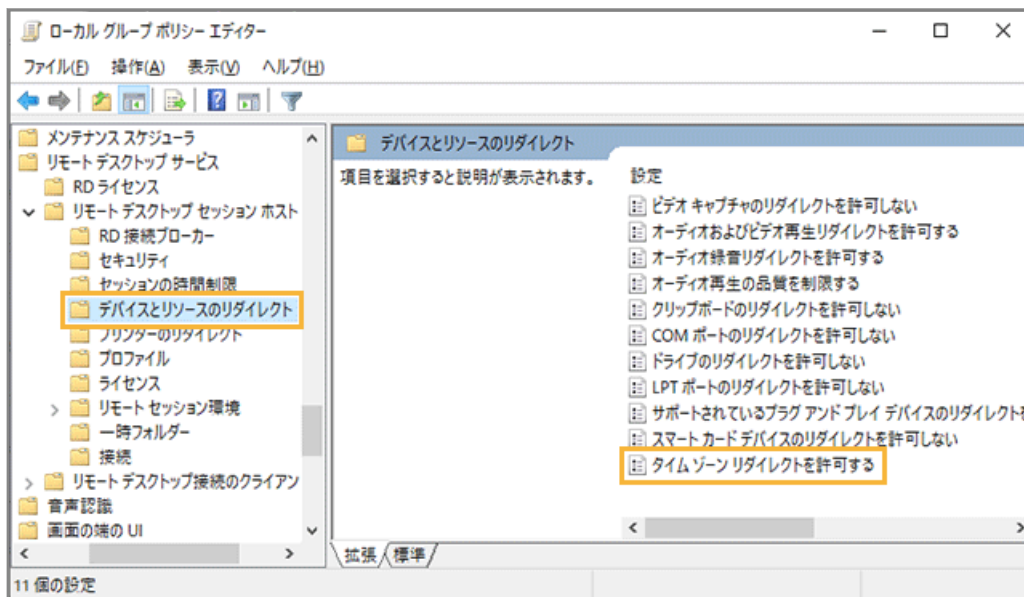 ローカル グループ ポリシー エディター
ファイル(F) 操作(A) 表示(V) ヘルプ(H)
メンテナンス スケジューラ
リモート デスクトップ サービス
RD ライセンス
リモート デスクトップ セッション ホスト
RD 接続ブローカー
セキュリティ
セッションの時間制限
デバイスとリソースのリダイレクト
プリンターのリダイレクト
プロファイル
ライセンス
リモート セッション環境
一時フォルダー
接続
リモート デスクトップ接続のクライアン
音声認識
画面の端の UI
デバイスとリソースのリダイレクト
項目を選択すると説明が表示されます。
設定
ビデオ キャプチャのリダイレクトを許可しない
オーディオおよびビデオ再生リダイレクトを許可する
オーディオ録音リダイレクトを許可する
オーディオ再生の品質を制限する
クリップボードのリダイレクトを許可しない
COM ポートのリダイレクトを許可しない
ドライブのリダイレクトを許可しない
LPT ポートのリダイレクトを許可しない
サポートされているプラグ アンド プレイ デバイスのリダイレクトを
スマート カード デバイスのリダイレクトを許可しない
タイム ゾーン リダイレクトを許可する
拡張 標準
11 個の設定